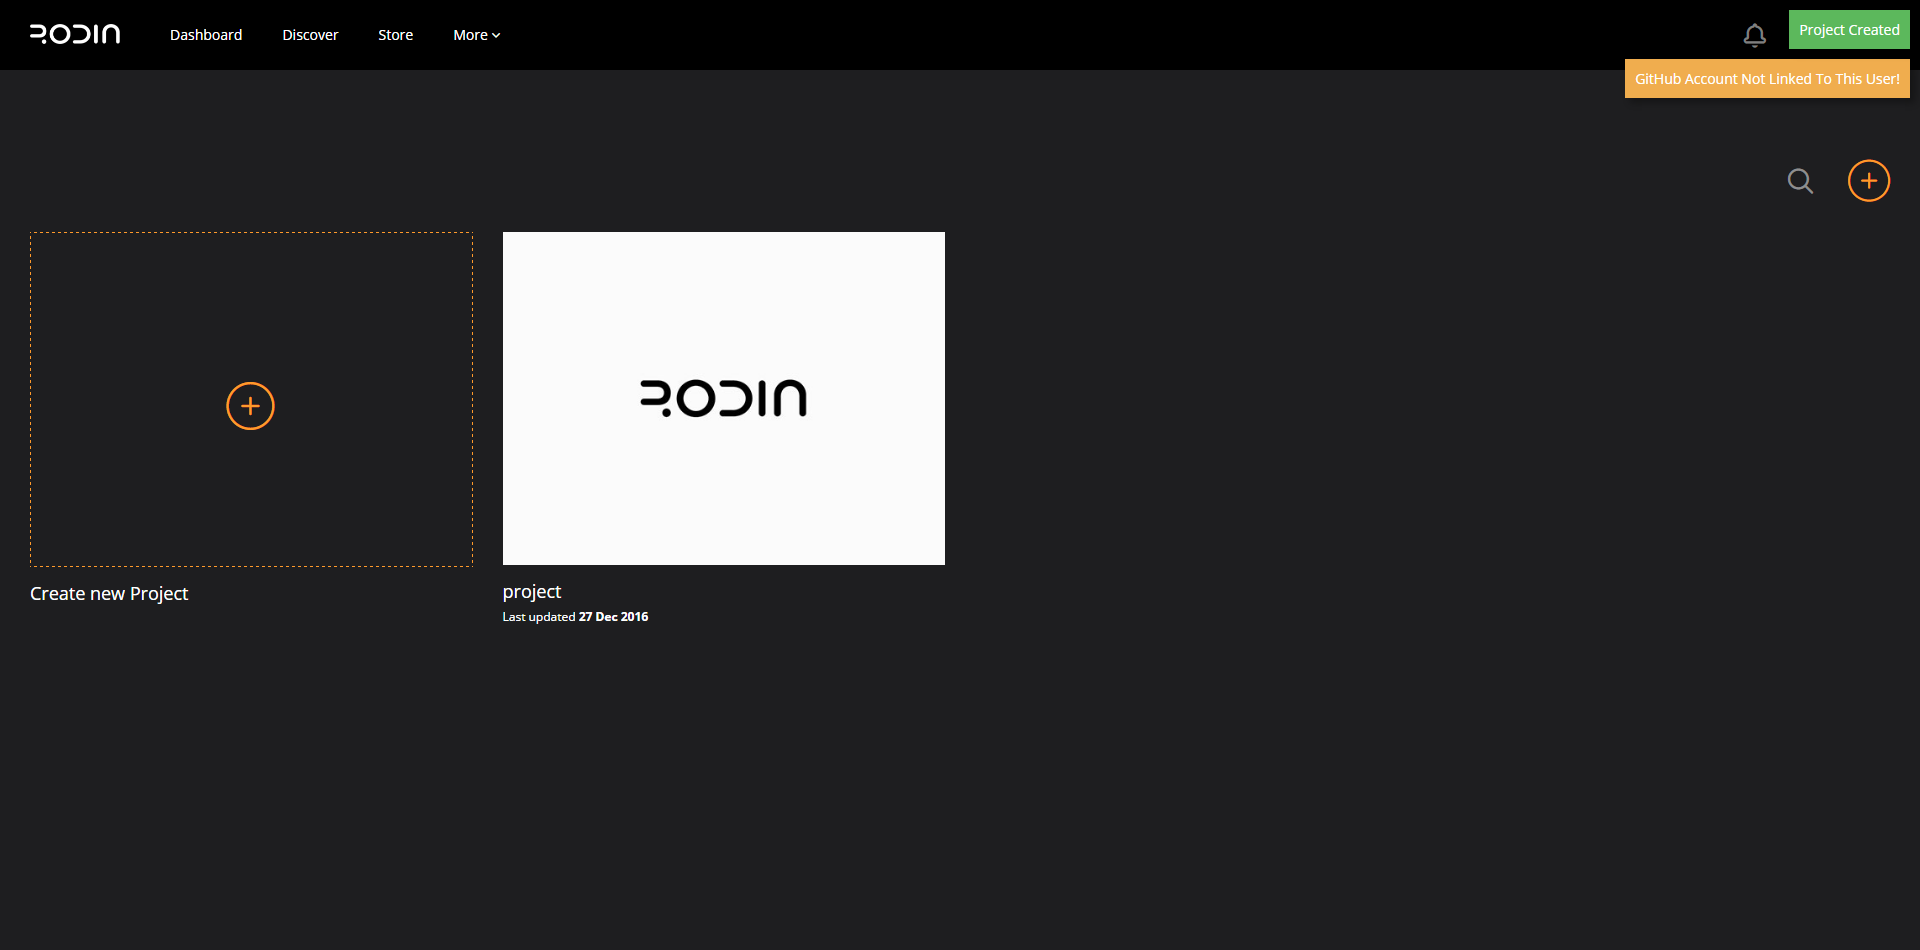 RODIN
Dashboard
Discover
Store
More
Project Created
GitHub Account Not Linked To This User!
RODIN
Create new Project
project
Last updated 27 Dec 2016